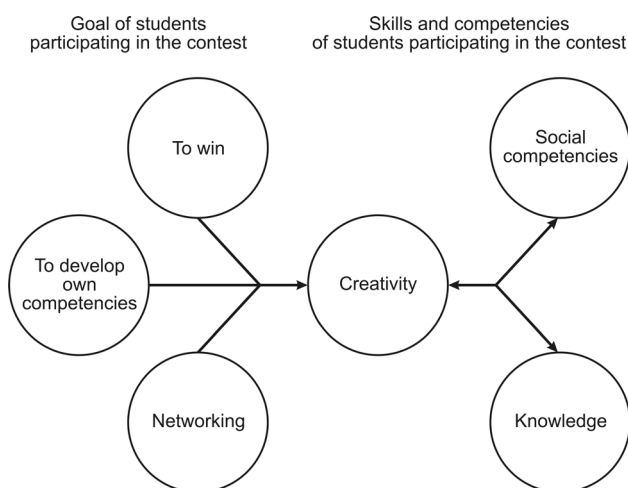 Goal of students
participating in the contest
Skills and competencies
of students participating in the contest
To win
Social
competencies
To develop
own
competencies
Creativity
Networking
Knowledge